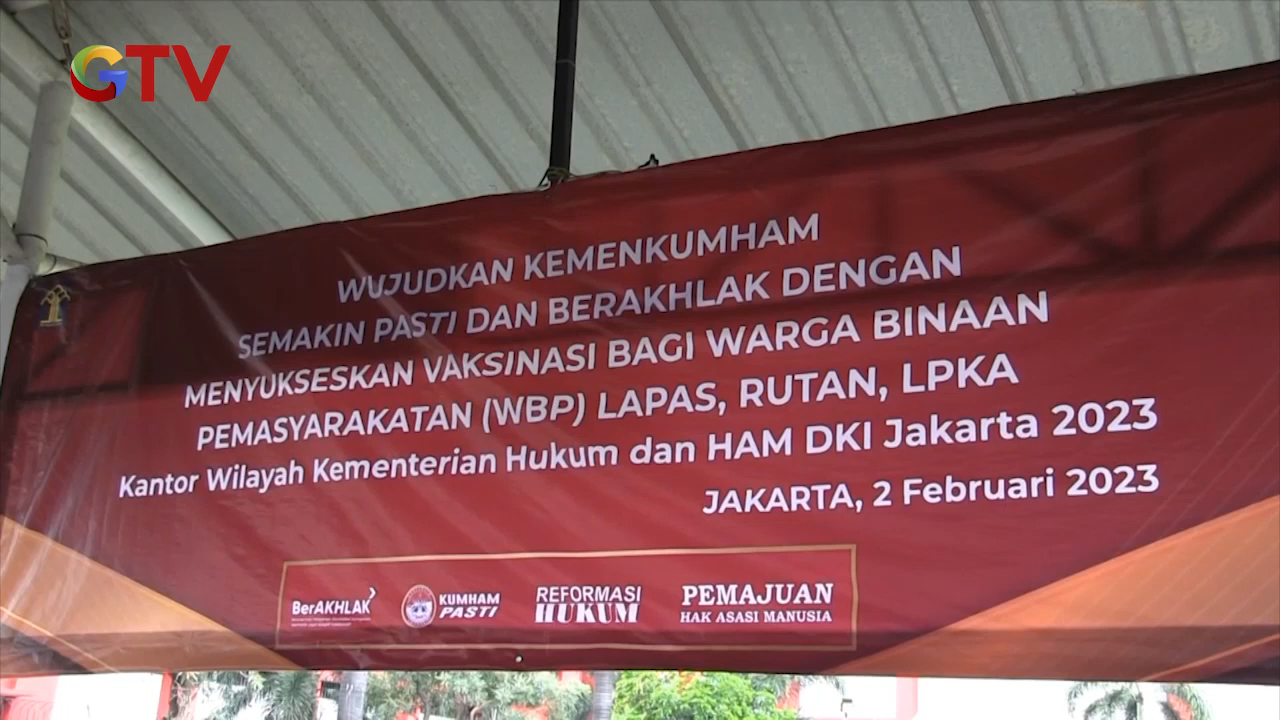 GTV
WUJUDKAN KEMENKUMHAM
SEMAKIN PASTI DAN BERAKHLAK DENGAN
MENYUKSESKAN VAKSINASI BAGI WARGA BINAAN
PEMASYARAKATAN (WBP) LAPAS, RUTAN, LPKA
Kantor Wilayah Kementerian Hukum dan HAM DKI Jakarta 2023
JAKARTA, 2 Februari 2023
BerAKHLAK
KUMHAM
PASTI
REFORMASI
HUKUM
PEMAJUAN
HAK ASASI MANUSIA